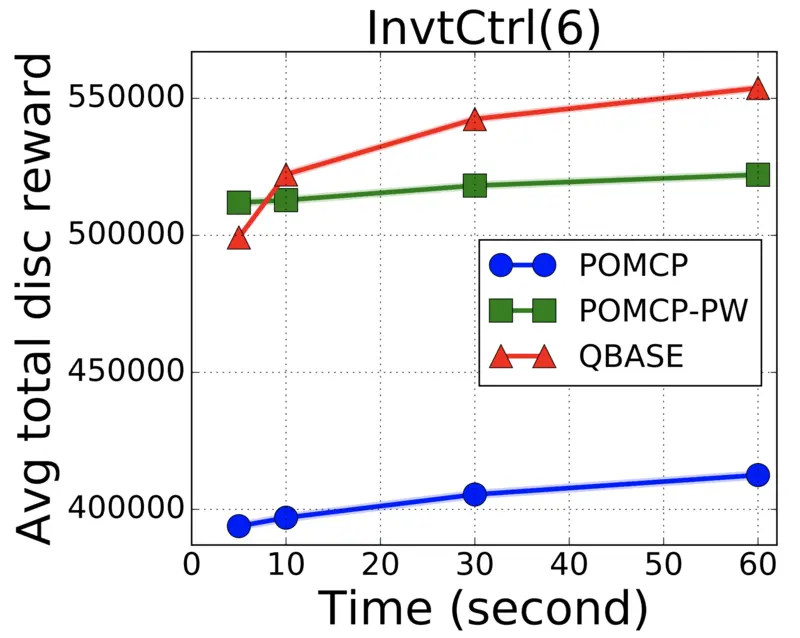 InvtCtrl(6)
Avg total disc reward
550000
500000
450000
400000
POMCP
POMCP-PW
QBASE
0 10 20 30 40 50 60
Time (second)